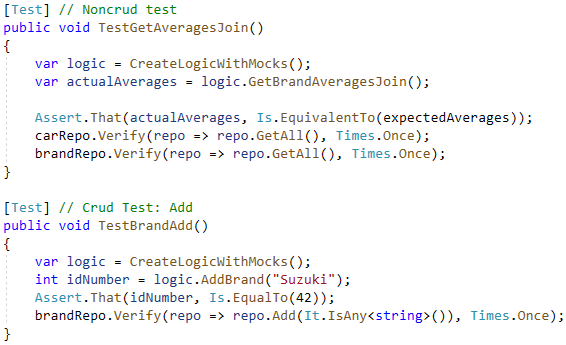 [Test] // Noncrud test
public void TestGetAveragesJoin()
{
    var logic = CreateLogicWithMocks();
    var actualAverages = logic.GetBrandAveragesJoin();

    Assert.That(actualAverages, Is.EquivalentTo(expectedAverages));
    carRepo.Verify(repo => repo.GetAll(), Times.Once);
    brandRepo.Verify(repo => repo.GetAll(), Times.Once);
}

[Test] // Crud Test: Add
public void TestBrandAdd()
{
    var logic = CreateLogicWithMocks();
    int idNumber = logic.AddBrand("Suzuki");
    Assert.That(idNumber, Is.EqualTo(42));
    brandRepo.Verify(repo => repo.Add(It.IsAny<string>()), Times.Once);
}